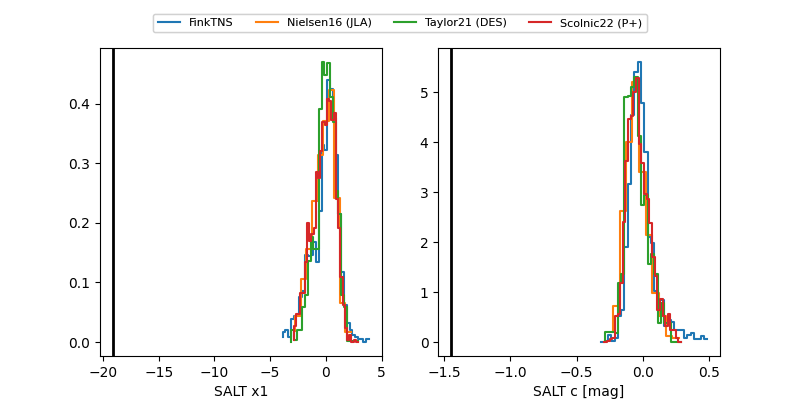 FinkTNS Nielsen16 (JLA) Taylor21 (DES) Scolnic22 (P+)
0.4
0.3
0.2
0.1
0.0
−20 −15 −10 −5 0 5
SALT x1
5
4
3
2
1
0
−1.5 −1.0 −0.5 0.0 0.5
SALT c [mag]